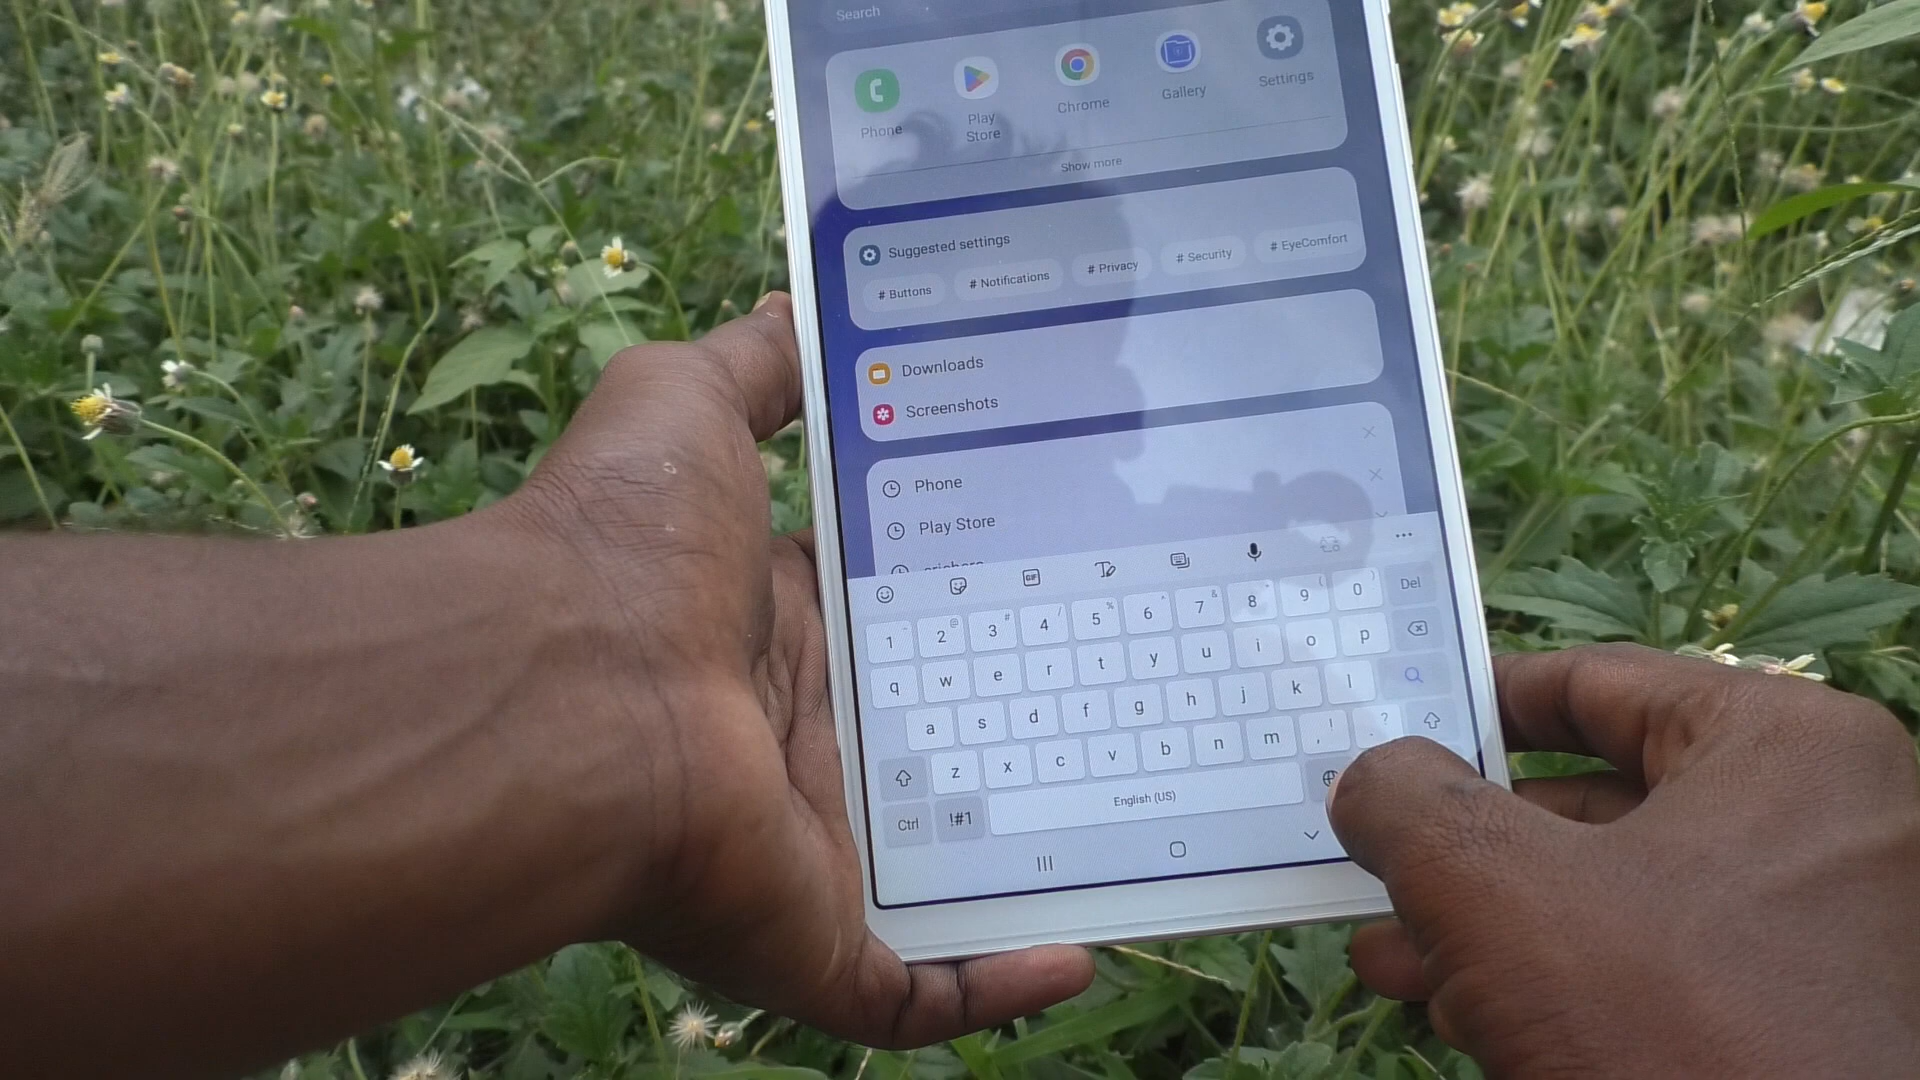 Search
Phone
Play
Store
Chrome
Gallery
Settings
Show more
Suggested settings
# Buttons
# Notifications
# Privacy
# Security
# EyeComfort
Downloads
Screenshots
Phone
Play Store
GIF
1 2 @ 3 # 4 / 5 % 6 ^ 7 & 8 * 9 ( 0 ) Del
q w e r t y u i o p
a s d f g h j k l
z x c v b n m , ! . ?
Ctrl !#1 English (US)